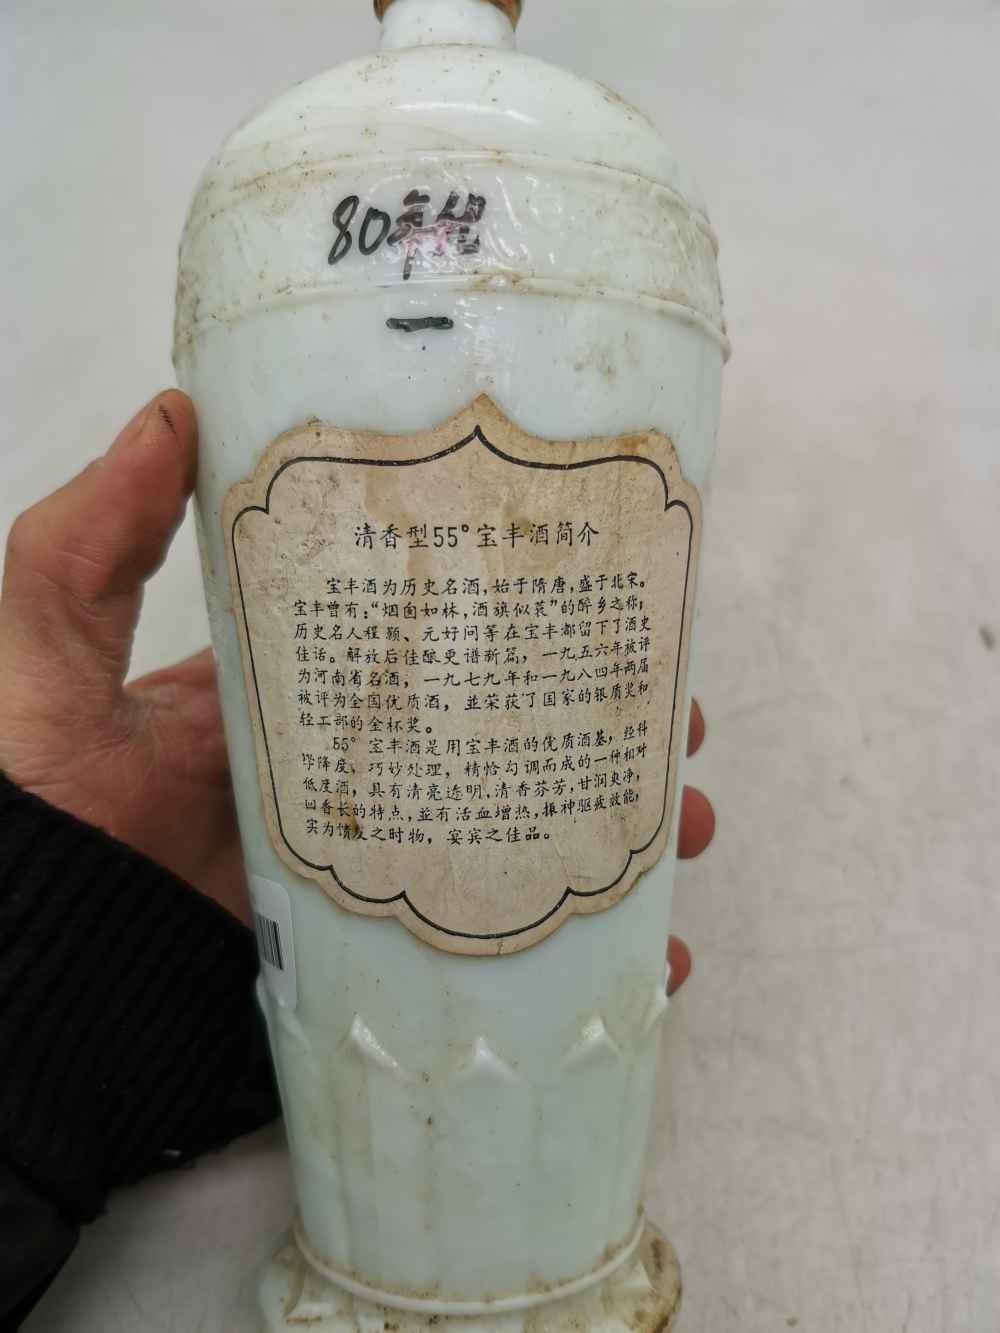 80年代
一
清香型55°宝丰酒简介
宝丰酒为历史名酒,始于隋唐,盛于北宋。
宝丰曾有:“烟囱如林,酒旗似蓑”的醉乡之称;
历史名人程颢、元好问等在宝丰都留下了酒史
佳话。解放后佳酿更谱新篇,一九五六年被评
为河南省名酒,一九七九年和一九八四年两届
被评为全国优质酒,並荣获了国家的银质奖和
轻工部的金杯奖。
55°宝丰酒是用宝丰酒的优质酒基,经科
学降度,巧妙处理,精恰勾调而成的一种相对
低度酒,具有清亮透明,清香芬芳,甘润爽净,
回香长的特点,並有活血增热,振神驱疲效能,
实为情友之时物,宴宾之佳品。